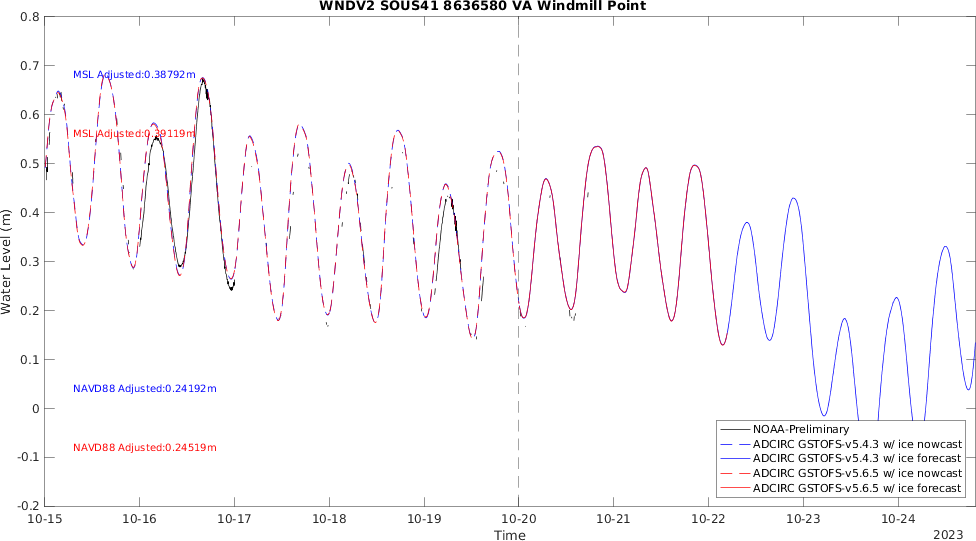 WNDV2 SOUS41 8636580 VA Windmill Point
0.8
0.7
0.6
0.5
0.4
0.3
0.2
0.1
0
-0.1
-0.2
Water Level (m)
MSL Adjusted:0.38792m
MSL Adjusted:0.39119m
NAVD88 Adjusted:0.24192m
NAVD88 Adjusted:0.24519m
NOAA-Preliminary
ADCIRC GSTOFS-v5.4.3 w/ ice nowcast
ADCIRC GSTOFS-v5.4.3 w/ ice forecast
ADCIRC GSTOFS-v5.6.5 w/ ice nowcast
ADCIRC GSTOFS-v5.6.5 w/ ice forecast
10-15 10-16 10-17 10-18 10-19 10-20 10-21 10-22 10-23 10-24
Time
2023